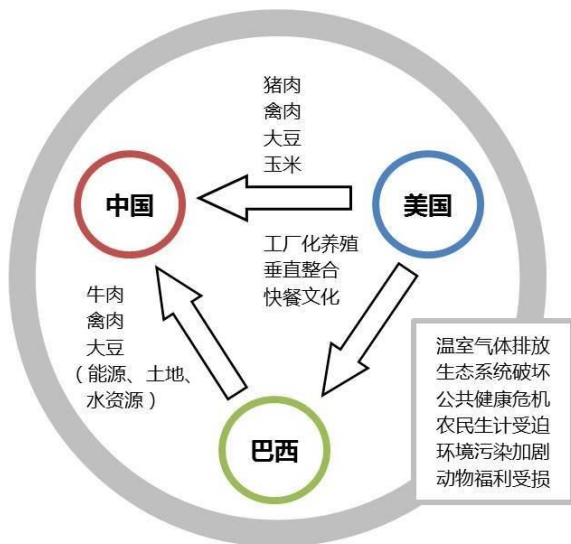 猪肉
禽肉
大豆
玉米
中国
美国
工厂化养殖
垂直整合
快餐文化
牛肉
禽肉
大豆
（能源、土地、
水资源）
巴西
温室气体排放
生态系统破坏
公共健康危机
农民生计受迫
环境污染加剧
动物福利受损